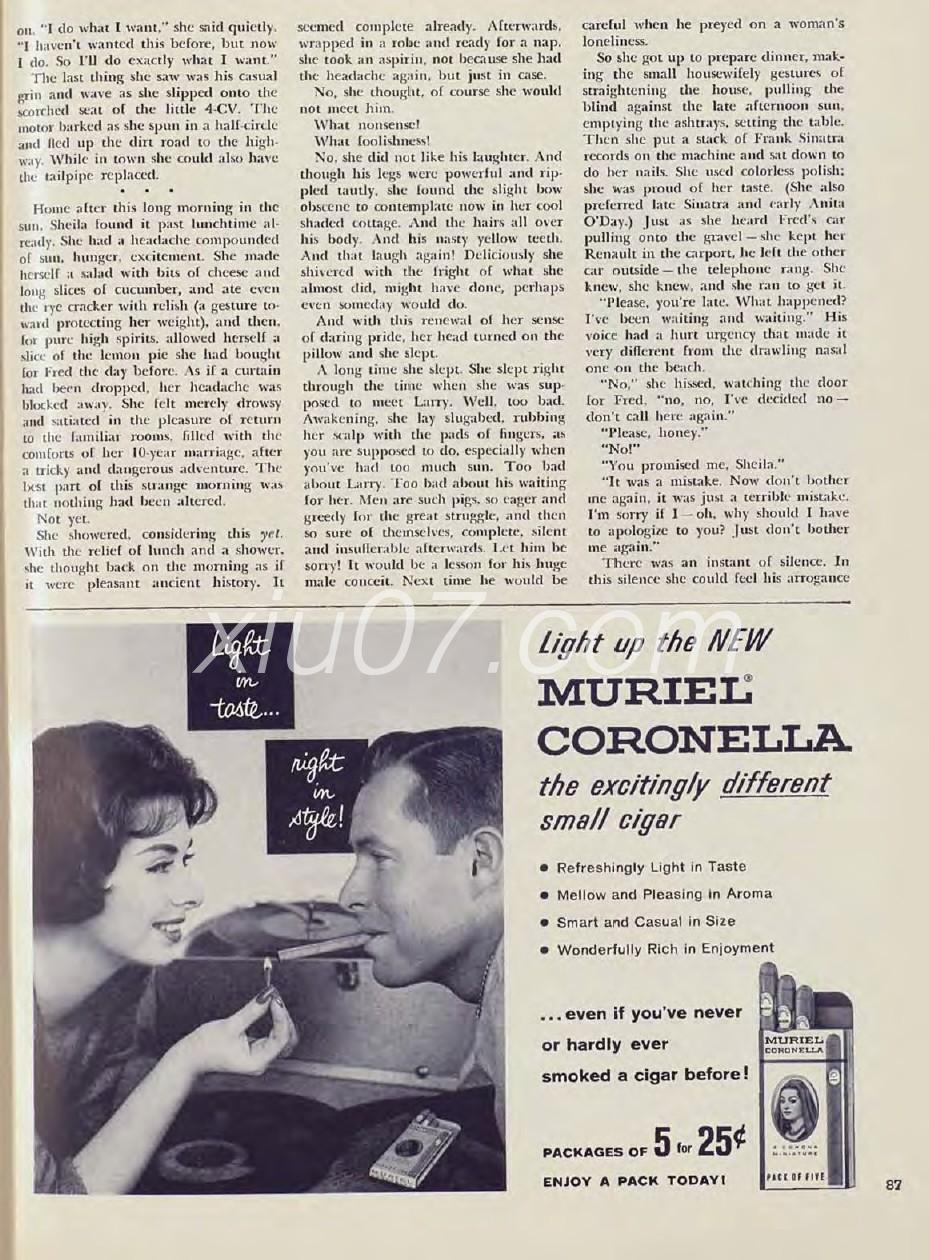 on. “I do what I want,” she said quietly.
“I haven’t wanted this before, but now
I do. So I’ll do exactly what I want.”
The last thing she saw was his casual
grin and wave as she slipped onto the
scorched seat of the little 4-CV. The
motor barked as she spun in a half-circle
and fled up the dirt road to the high-
way. While in town she could also have
the tailpipe replaced.
• • •
Home after this long morning in the
sun, Sheila found it past lunchtime al-
ready. She had a headache compounded
of sun, hunger, excitement. She made
herself a salad with bits of cheese and
long slices of cucumber, and ate even
the rye cracker with relish (a gesture to-
ward protecting her weight), and then,
for pure high spirits, allowed herself a
slice of the lemon pie she had bought
for Fred the day before. As if a curtain
had been dropped, her headache was
blocked away. She felt merely drowsy
and satiated in the pleasure of return
to the familiar rooms, filled with the
comforts of her 10-year marriage, after
a tricky and dangerous adventure. The
best part of this strange morning was
that nothing had been altered.
Not yet.
She showered, considering this yet.
With the relief of lunch and a shower,
she thought back on the morning as if
it were pleasant ancient history. It
seemed complete already. Afterwards,
wrapped in a robe and ready for a nap,
she took an aspirin, not because she had
the headache again, but just in case.
No, she thought, of course she would
not meet him.
What nonsense!
What foolishness!
No, she did not like his laughter. And
though his legs were powerful and rip-
pled tautly, she found the slight bow
obscene to contemplate now in her cool
shaded cottage. And the hairs all over
his body. And his nasty yellow teeth.
And that laugh again! Deliciously she
shivered with the fright of what she
almost did, might have done, perhaps
even someday would do.
And with this renewal of her sense
of daring pride, her head turned on the
pillow and she slept.
A long time she slept. She slept right
through the time when she was sup-
posed to meet Larry. Well, too bad.
Awakening, she lay slugabed, rubbing
her scalp with the pads of fingers, as
you are supposed to do, especially when
you’ve had too much sun. Too bad
about Larry. Too bad about his waiting
for her. Men are such pigs, so eager and
greedy for the great struggle, and then
so sure of themselves, complete, silent
and insufferable afterwards. Let him be
sorry! It would be a lesson for his huge
male conceit. Next time he would be
careful when he preyed on a woman’s
loneliness.
So she got up to prepare dinner, mak-
ing the small housewifely gestures of
straightening the house, pulling the
blind against the late afternoon sun,
emptying the ashtrays, setting the table.
Then she put a stack of Frank Sinatra
records on the machine and sat down to
do her nails. She used colorless polish;
she was proud of her taste. (She also
preferred late Sinatra and early Anita
O’Day.) Just as she heard Fred’s car
pulling onto the gravel — she kept her
Renault in the carport, he left the other
car outside — the telephone rang. She
knew, she knew, and she ran to get it.
“Please, you’re late. What happened?
I’ve been waiting and waiting.” His
voice had a hurt urgency that made it
very different from the drawling nasal
one on the beach.
“No,” she hissed, watching the door
for Fred, “no, no, I’ve decided no —
don’t call here again.”
“Please, honey.”
“No!”
“You promised me, Sheila.”
“It was a mistake. Now don’t bother
me again, it was just a terrible mistake.
I’m sorry if I — oh, why should I have
to apologize to you? Just don’t bother
me again.”
There was an instant of silence. In
this silence she could feel his arrogance
xiu07.com
Light
in
taste...
right
in
style!
Light up the NEW
MURIEL®
CORONELLA
the excitingly different
small cigar
• Refreshingly Light in Taste
• Mellow and Pleasing in Aroma
• Smart and Casual in Size
• Wonderfully Rich in Enjoyment
...even if you've never
or hardly ever
smoked a cigar before!
PACKAGES OF 5 for 25¢
ENJOY A PACK TODAY!
MURIEL
CORONELLA
A CORONA
MINIATURE
PACK OF FIVE
MURIEL
87